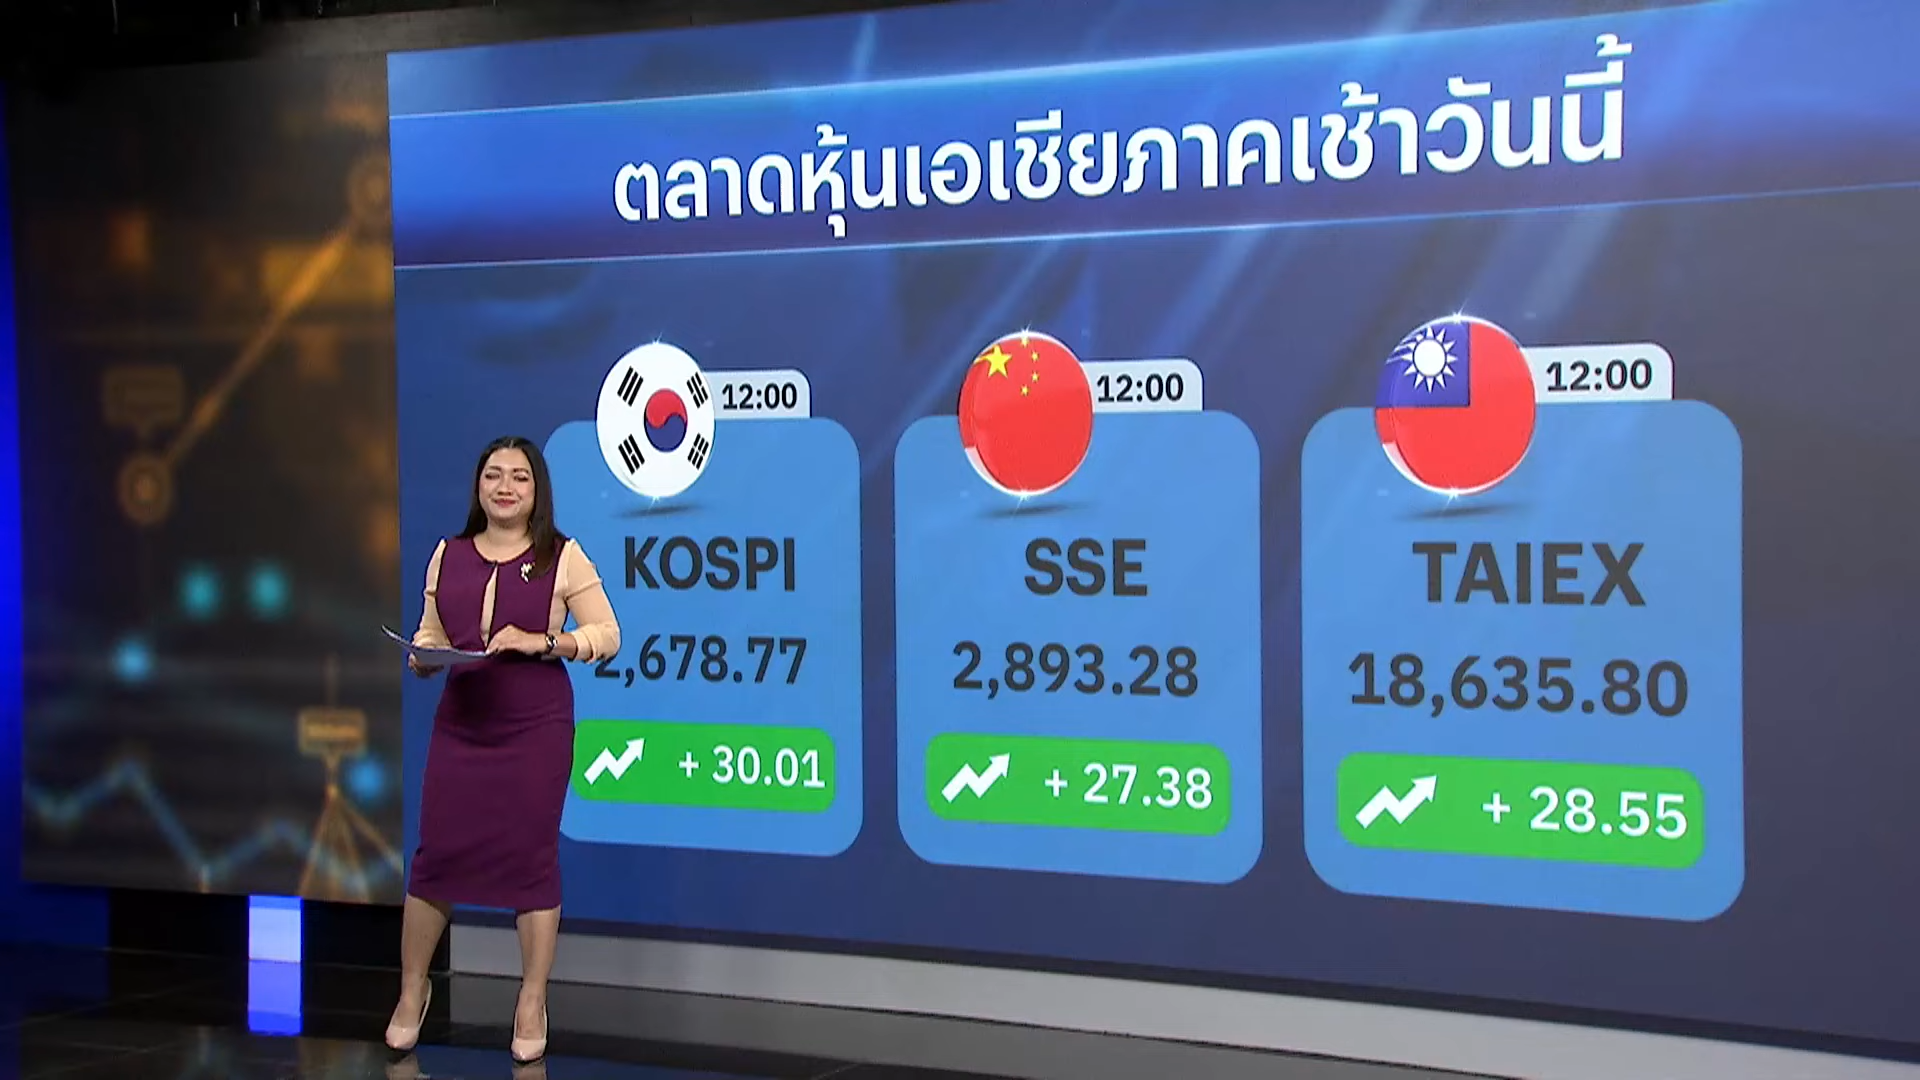 ตลาดหุ้นเอเชียภาคเช้าวันนี้
12:00
12:00
12:00
KOSPI
SSE
TAIEX
2,678.77
2,893.28
18,635.80
+ 30.01
+ 27.38
+ 28.55